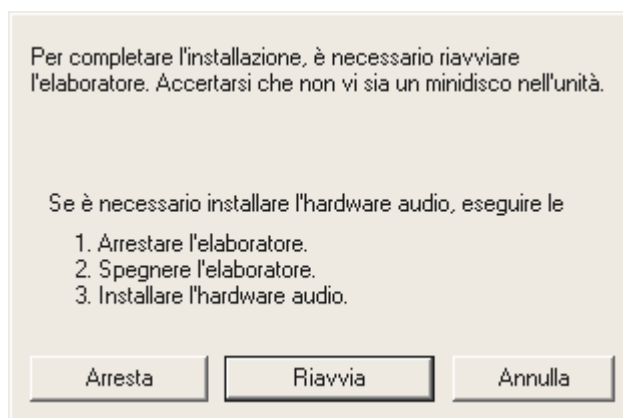 Per completare l'installazione, è necessario riavviare
l'elaboratore. Accertarsi che non vi sia un minidisco nell'unità.
Se è necessario installare l'hardware audio, eseguire le
1. Arrestare l'elaboratore.
2. Spegnere l'elaboratore.
3. Installare l'hardware audio.
Arresta
Riavvia
Annulla